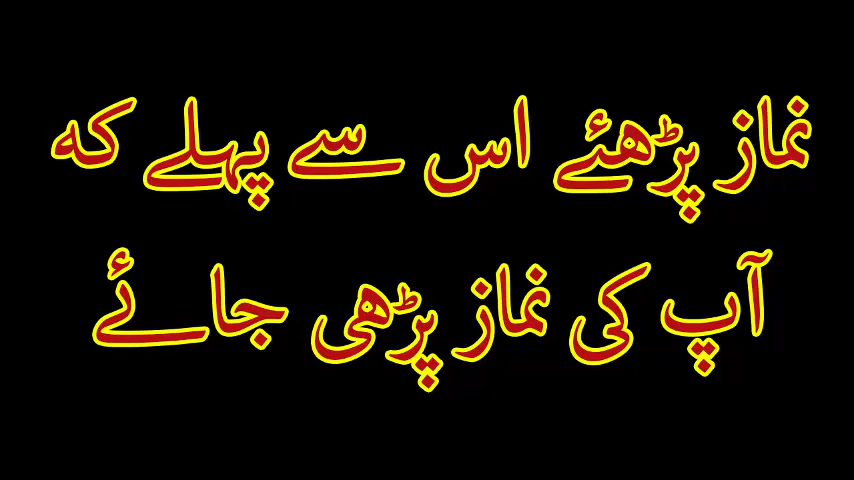 نماز پڑھئے اس سے پہلے کہ
آپ کی نماز پڑھی جائے